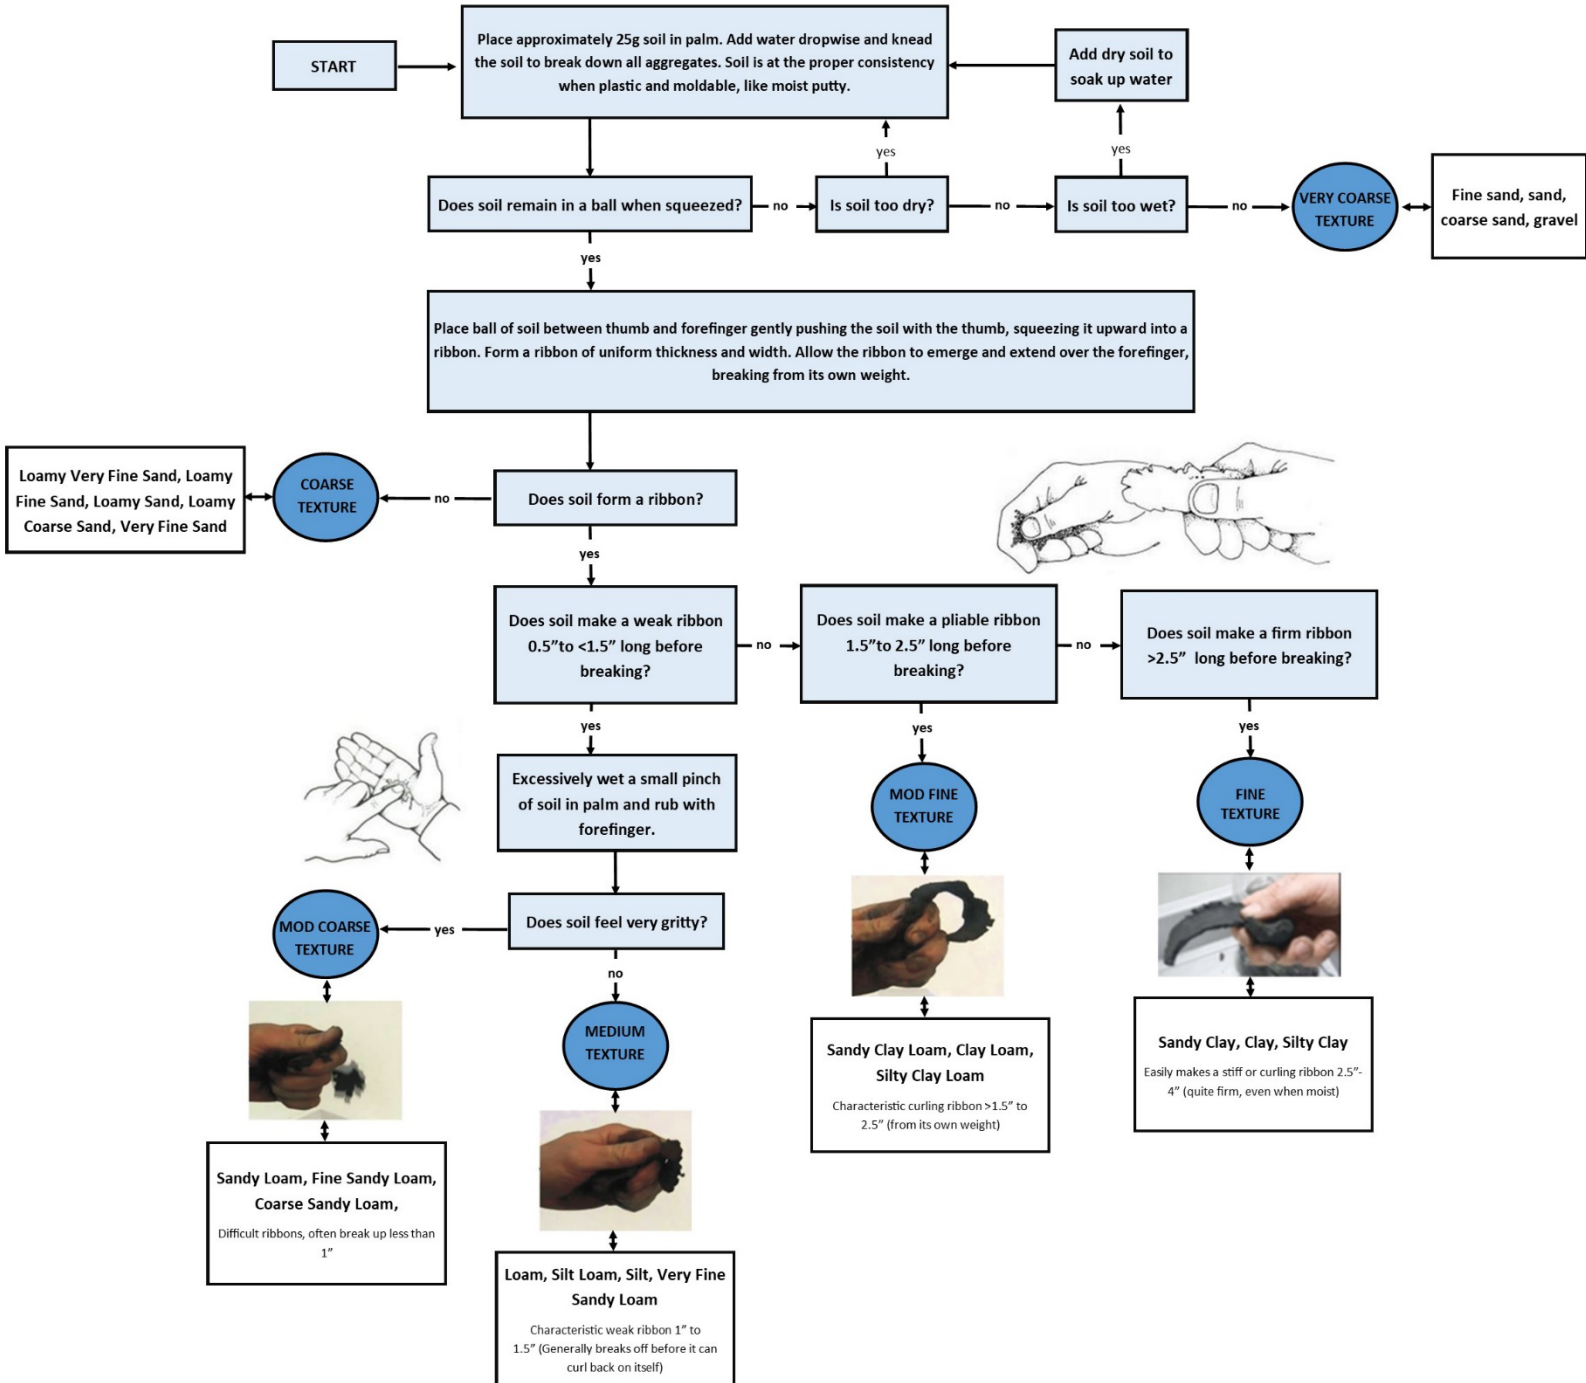 START
Place approximately 25g soil in palm. Add water dropwise and knead
the soil to break down all aggregates. Soil is at the proper consistency
when plastic and moldable, like moist putty.
Add dry soil to
soak up water
yes
yes
Does soil remain in a ball when squeezed?
no
Is soil too dry?
no
Is soil too wet?
no
VERY COARSE
TEXTURE
Fine sand, sand,
coarse sand, gravel
yes
Place ball of soil between thumb and forefinger gently pushing the soil with the thumb, squeezing it upward into a
ribbon. Form a ribbon of uniform thickness and width. Allow the ribbon to emerge and extend over the forefinger,
breaking from its own weight.
Loamy Very Fine Sand, Loamy
Fine Sand, Loamy Sand, Loamy
Coarse Sand, Very Fine Sand
COARSE
TEXTURE
no
Does soil form a ribbon?
yes
Does soil make a weak ribbon
0.5”to <1.5” long before
breaking?
no
Does soil make a pliable ribbon
1.5”to 2.5” long before
breaking?
no
Does soil make a firm ribbon
>2.5”  long before breaking?
yes
yes
yes
Excessively wet a small pinch
of soil in palm and rub with
forefinger.
MOD FINE
TEXTURE
FINE
TEXTURE
MOD COARSE
TEXTURE
yes
Does soil feel very gritty?
no
MEDIUM
TEXTURE
Sandy Clay Loam, Clay Loam,
Silty Clay Loam
Characteristic curling ribbon >1.5” to
2.5” (from its own weight)
Sandy Clay, Clay, Silty Clay
Easily makes a stiff or curling ribbon 2.5”-
4” (quite firm, even when moist)
Sandy Loam, Fine Sandy Loam,
Coarse Sandy Loam,
Difficult ribbons, often break up less than
1”
Loam, Silt Loam, Silt, Very Fine
Sandy Loam
Characteristic weak ribbon 1” to
1.5” (Generally breaks off before it can
curl back on itself)